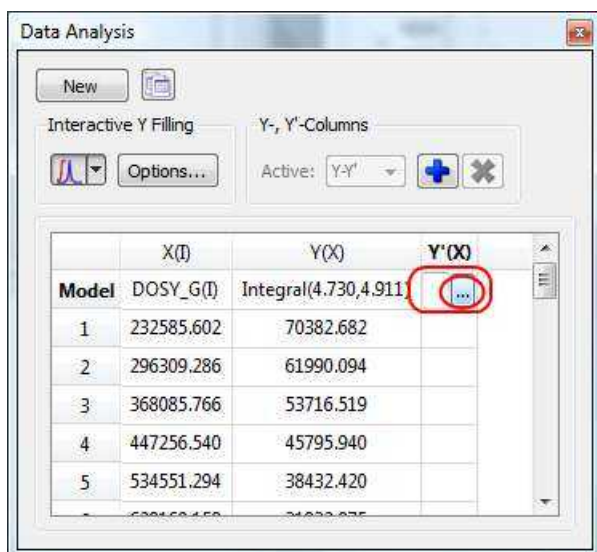 Data Analysis
New
Interactive Y Filling Y-, Y'-Columns
Options... Active: Y-Y'
X(I) Y(X) Y'(X)
Model DOSY_G(I) Integral(4.730,4.911) ...
1 232585.602 70382.682
2 296309.286 61990.094
3 368085.766 53716.519
4 447256.540 45795.940
5 534551.294 38432.420